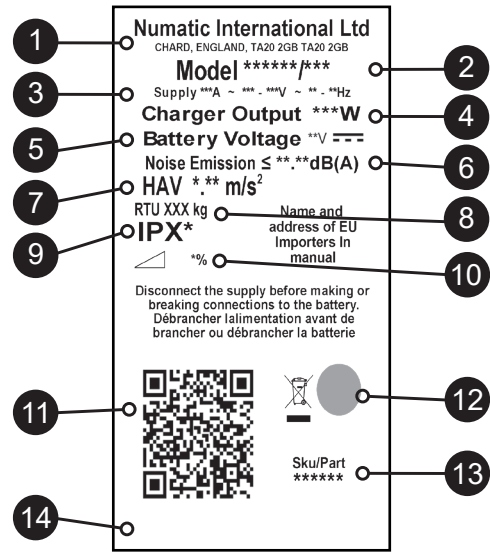 Numatic International Ltd
CHARD, ENGLAND, TA20 2GB TA20 2GB
Model ******/***
Supply ***A ~ *** - ***V ~ ** - **Hz
Charger Output ***W
Battery Voltage **V
Noise Emission ≤ **.**dB(A)
HAV *.** m/s²
RTU XXX kg
IPX*
Name and
address of EU
Importers In
manual
*%
Disconnect the supply before making or
breaking connections to the battery.
Débrancher lalimentation avant de
brancher ou débrancher la batterie
Sku/Part
******
1
2
3
4
5
6
7
8
9
10
11
12
13
14